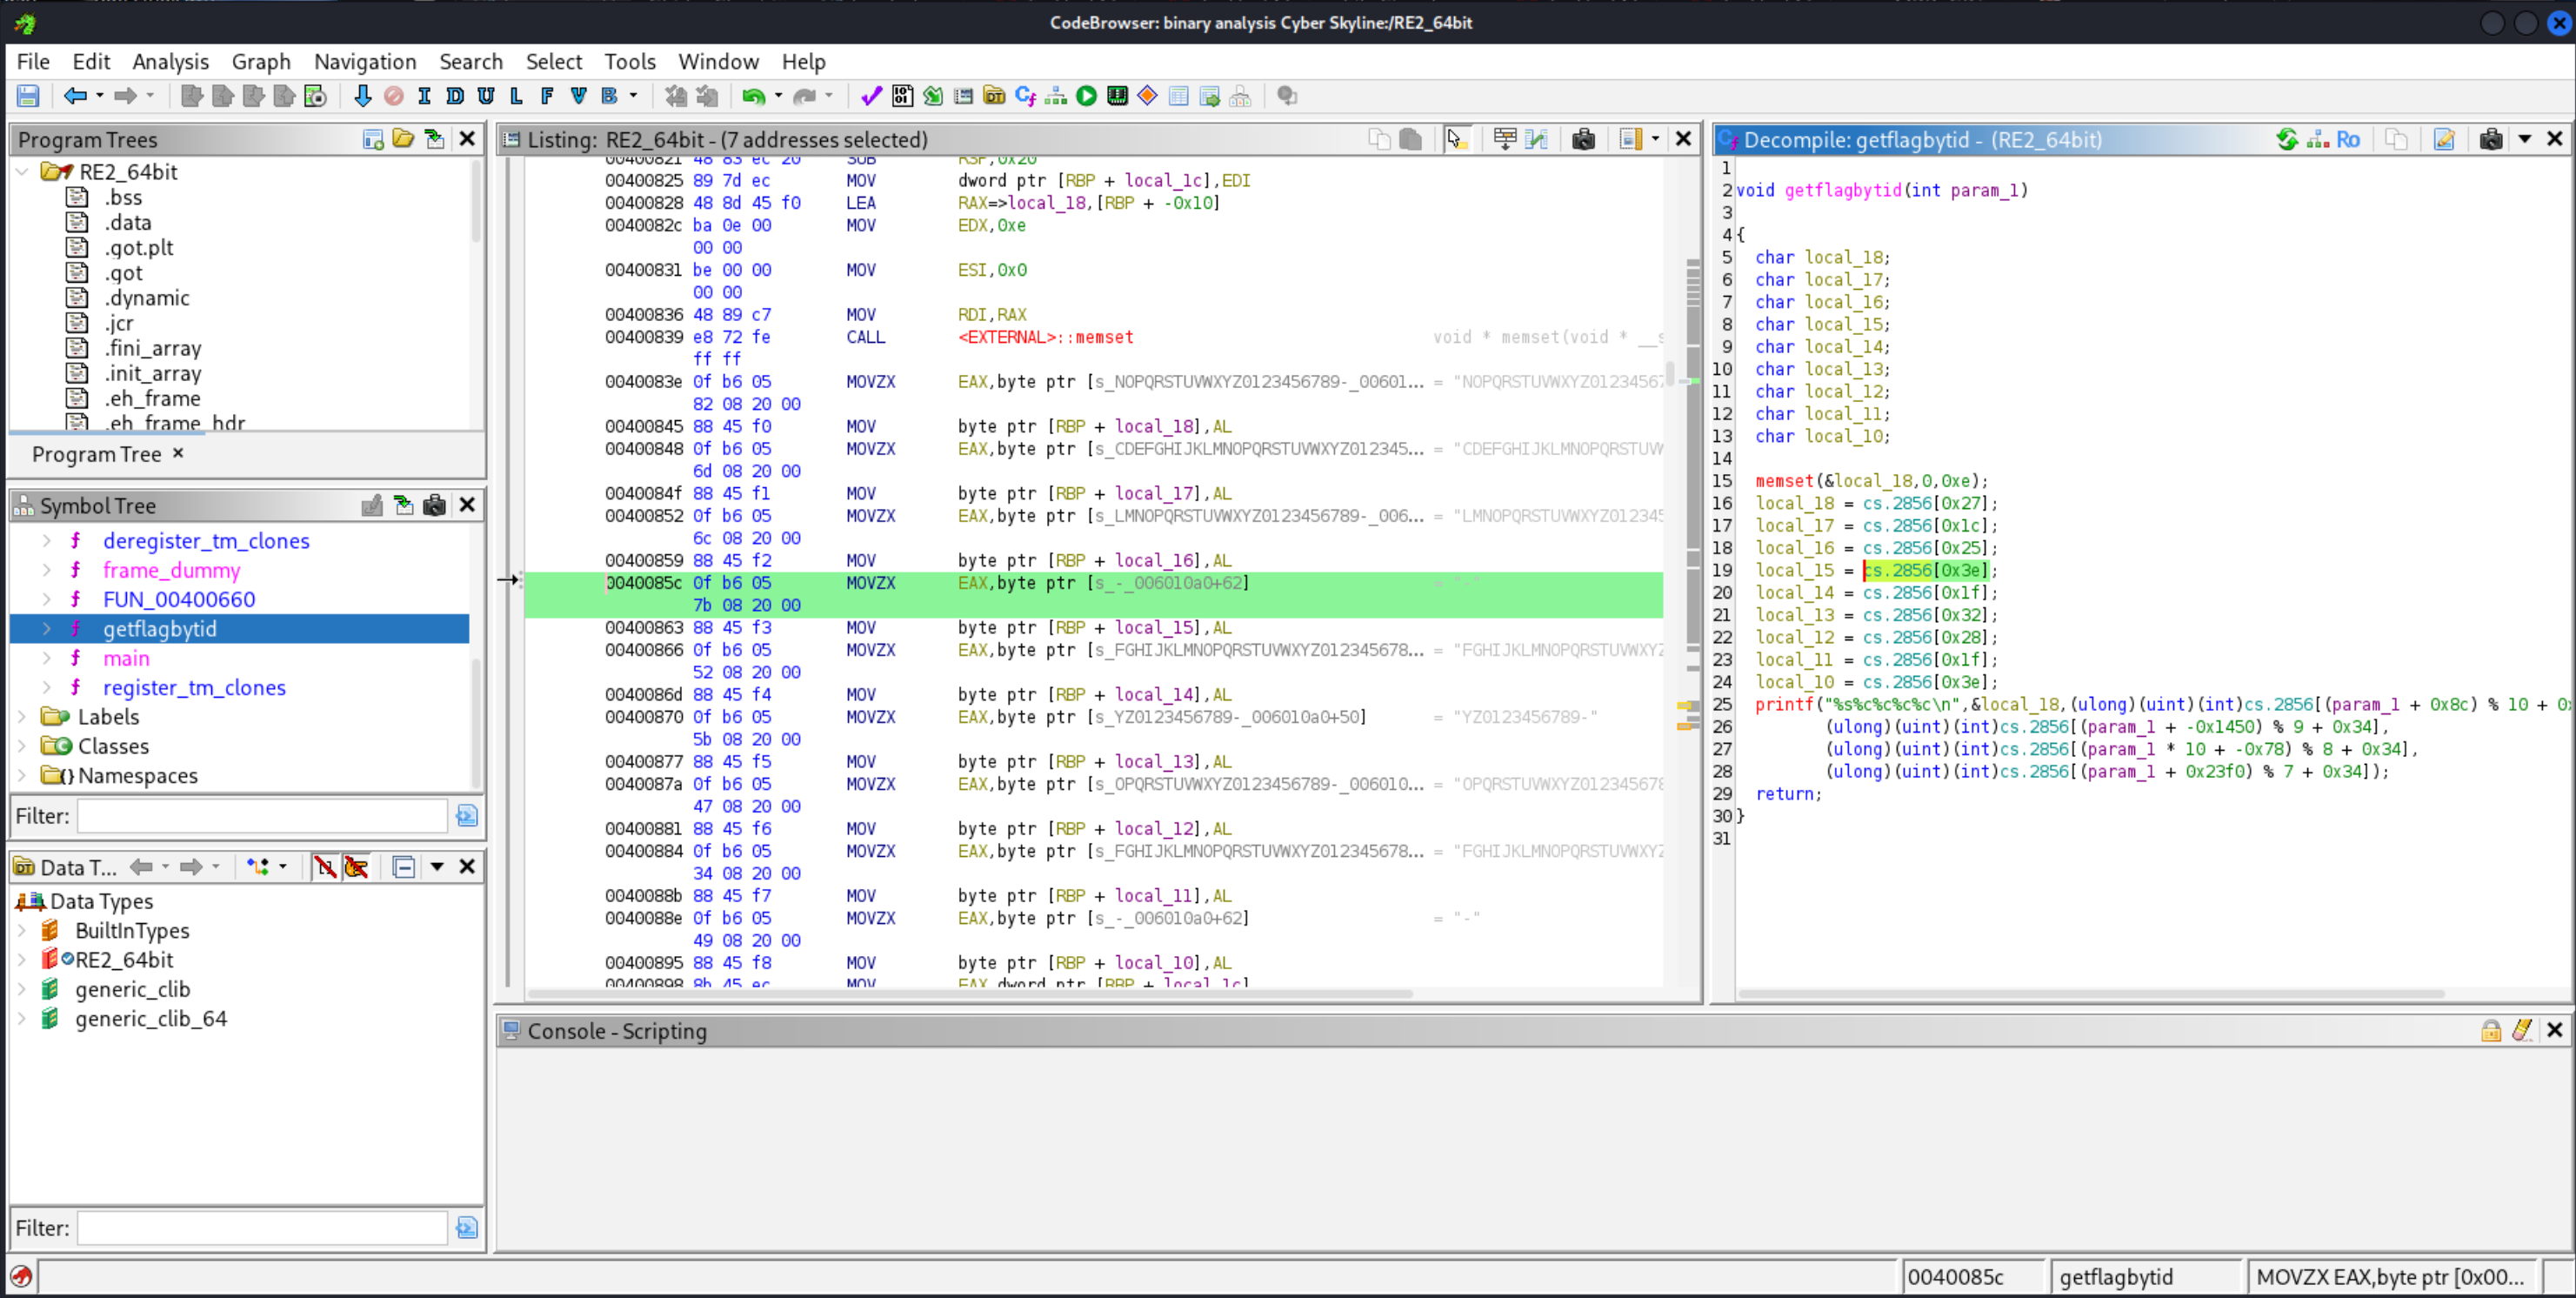 CodeBrowser: binary analysis Cyber Skyline:/RE2_64bit
File Edit Analysis Graph Navigation Search Select Tools Window Help
I D U L F V B
Program Trees
RE2_64bit
.bss
.data
.got.plt
.got
.dynamic
.jcr
.fini_array
.init_array
.eh_frame
.eh_frame_hdr
Program Tree
Symbol Tree
f deregister_tm_clones
f frame_dummy
f FUN_00400660
f getflagbytid
f main
f register_tm_clones
Labels
Classes
Namespaces
Filter:
Data T...
Data Types
BuiltInTypes
RE2_64bit
generic_clib
generic_clib_64
Filter:
Listing: RE2_64bit - (7 addresses selected)
00400821 48 83 ec 20 SUB RSP,0x20
00400825 89 7d ec MOV dword ptr [RBP + local_1c],EDI
00400828 48 8d 45 f0 LEA RAX=>local_18,[RBP + -0x10]
0040082c ba 0e 00 MOV EDX,0xe
00 00
00400831 be 00 00 MOV ESI,0x0
00 00
00400836 48 89 c7 MOV RDI,RAX
00400839 e8 72 fe CALL <EXTERNAL>::memset void * memset(void * __s
ff ff
0040083e 0f b6 05 MOVZX EAX,byte ptr [s_NOPQRSTUVWXYZ0123456789-_00601... = "NOPQRSTUVWXYZ01234567
82 08 20 00
00400845 88 45 f0 MOV byte ptr [RBP + local_18],AL
00400848 0f b6 05 MOVZX EAX,byte ptr [s_CDEFGHIJKLMNOPQRSTUVWXYZ012345... = "CDEFGHIJKLMNOPQRSTUVW
6d 08 20 00
0040084f 88 45 f1 MOV byte ptr [RBP + local_17],AL
00400852 0f b6 05 MOVZX EAX,byte ptr [s_LMNOPQRSTUVWXYZ0123456789-_006... = "LMNOPQRSTUVWXYZ012345
6c 08 20 00
00400859 88 45 f2 MOV byte ptr [RBP + local_16],AL
0040085c 0f b6 05 MOVZX EAX,byte ptr [s_-_006010a0+62] = "-"
7b 08 20 00
00400863 88 45 f3 MOV byte ptr [RBP + local_15],AL
00400866 0f b6 05 MOVZX EAX,byte ptr [s_FGHIJKLMNOPQRSTUVWXYZ012345678... = "FGHIJKLMNOPQRSTUVWXYZ
52 08 20 00
0040086d 88 45 f4 MOV byte ptr [RBP + local_14],AL
00400870 0f b6 05 MOVZX EAX,byte ptr [s_YZ0123456789-_006010a0+50] = "YZ0123456789-"
5b 08 20 00
00400877 88 45 f5 MOV byte ptr [RBP + local_13],AL
0040087a 0f b6 05 MOVZX EAX,byte ptr [s_OPQRSTUVWXYZ0123456789-_006010... = "OPQRSTUVWXYZ012345678
47 08 20 00
00400881 88 45 f6 MOV byte ptr [RBP + local_12],AL
00400884 0f b6 05 MOVZX EAX,byte ptr [s_FGHIJKLMNOPQRSTUVWXYZ012345678... = "FGHIJKLMNOPQRSTUVWXYZ
34 08 20 00
0040088b 88 45 f7 MOV byte ptr [RBP + local_11],AL
0040088e 0f b6 05 MOVZX EAX,byte ptr [s_-_006010a0+62] = "-"
49 08 20 00
00400895 88 45 f8 MOV byte ptr [RBP + local_10],AL
00400898 8b 45 ec MOV EAX,dword ptr [RBP + local_1c]
Decompile: getflagbytid - (RE2_64bit)
Ro
1
2 void getflagbytid(int param_1)
3
4 {
5 char local_18;
6 char local_17;
7 char local_16;
8 char local_15;
9 char local_14;
10 char local_13;
11 char local_12;
12 char local_11;
13 char local_10;
14
15 memset(&local_18,0,0xe);
16 local_18 = cs.2856[0x27];
17 local_17 = cs.2856[0x1c];
18 local_16 = cs.2856[0x25];
19 local_15 = cs.2856[0x3e];
20 local_14 = cs.2856[0x1f];
21 local_13 = cs.2856[0x32];
22 local_12 = cs.2856[0x28];
23 local_11 = cs.2856[0x1f];
24 local_10 = cs.2856[0x3e];
25 printf("%s%c%c%c%c\n",&local_18,(ulong)(uint)(int)cs.2856[(param_1 + 0x8c) % 10 + 0x
26 (ulong)(uint)(int)cs.2856[(param_1 + -0x1450) % 9 + 0x34],
27 (ulong)(uint)(int)cs.2856[(param_1 * 10 + -0x78) % 8 + 0x34],
28 (ulong)(uint)(int)cs.2856[(param_1 + 0x23f0) % 7 + 0x34]);
29 return;
30 }
31
Console - Scripting
0040085c getflagbytid MOVZX EAX,byte ptr [0x00...